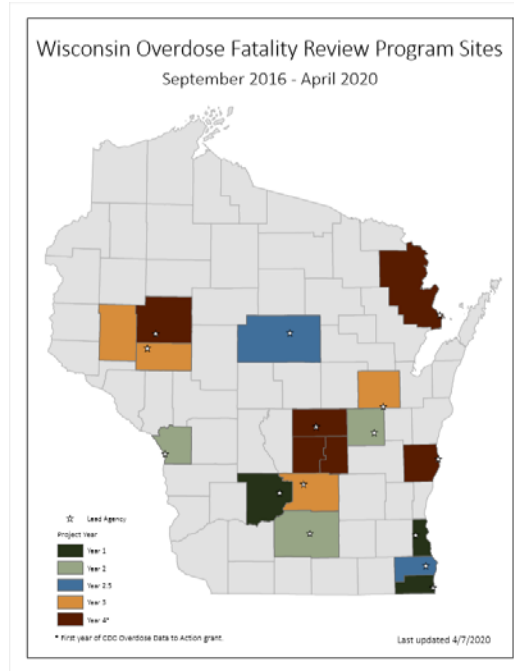 Wisconsin Overdose Fatality Review Program Sites
September 2016 - April 2020
Lead Agency
Project Year
Year 1
Year 2
Year 2.5
Year 3
Year 4*
* First year of CDC Overdose Data to Action grant.
Last updated 4/7/2020